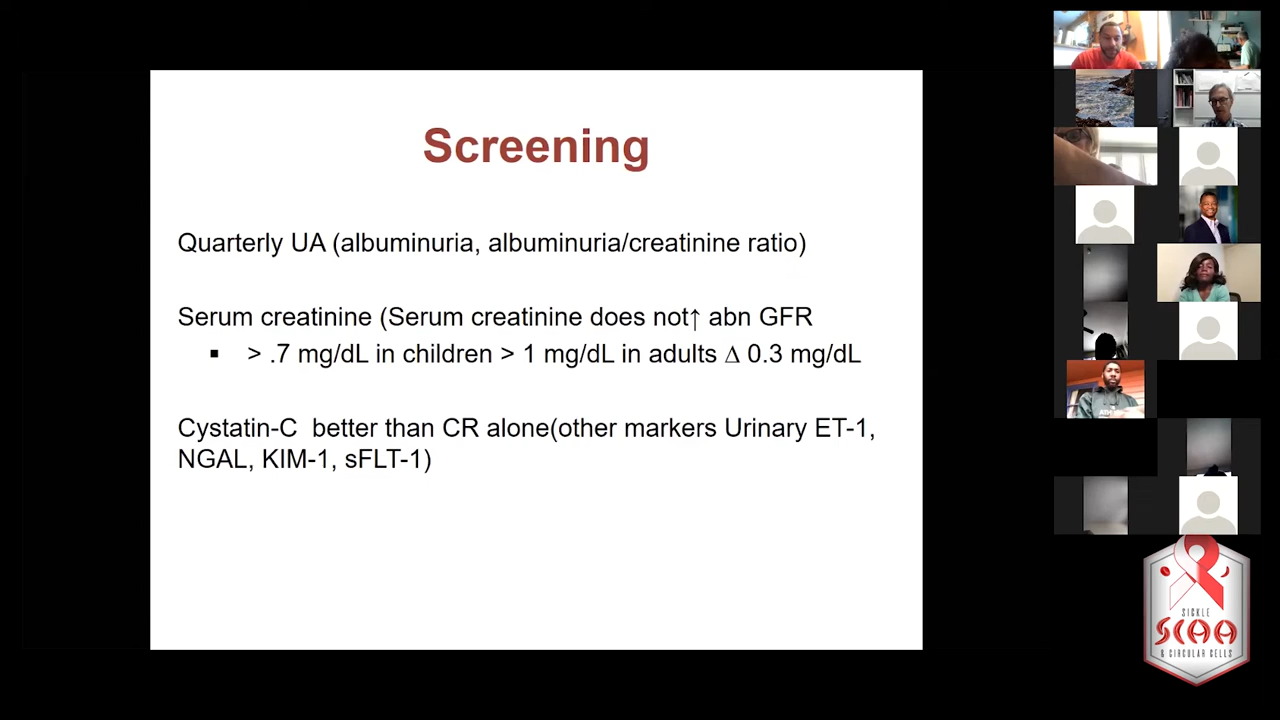 Screening
Quarterly UA (albuminuria, albuminuria/creatinine ratio)
Serum creatinine (Serum creatinine does not↑ abn GFR
▪ > .7 mg/dL in children > 1 mg/dL in adults ∆ 0.3 mg/dL
Cystatin-C better than CR alone(other markers Urinary ET-1,
NGAL, KIM-1, sFLT-1)
SICKLE
SCAA
& CIRCULAR CELLS